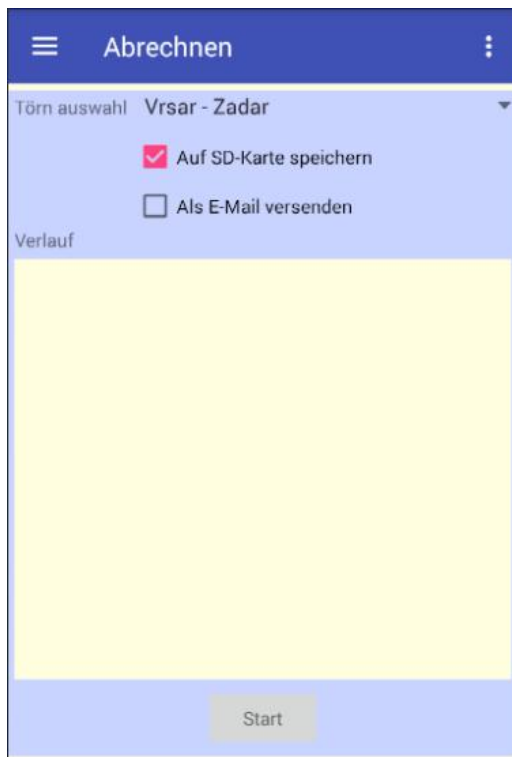 Abrechnen
Törn auswahl Vrsar - Zadar
Auf SD-Karte speichern
Als E-Mail versenden
Verlauf
Start